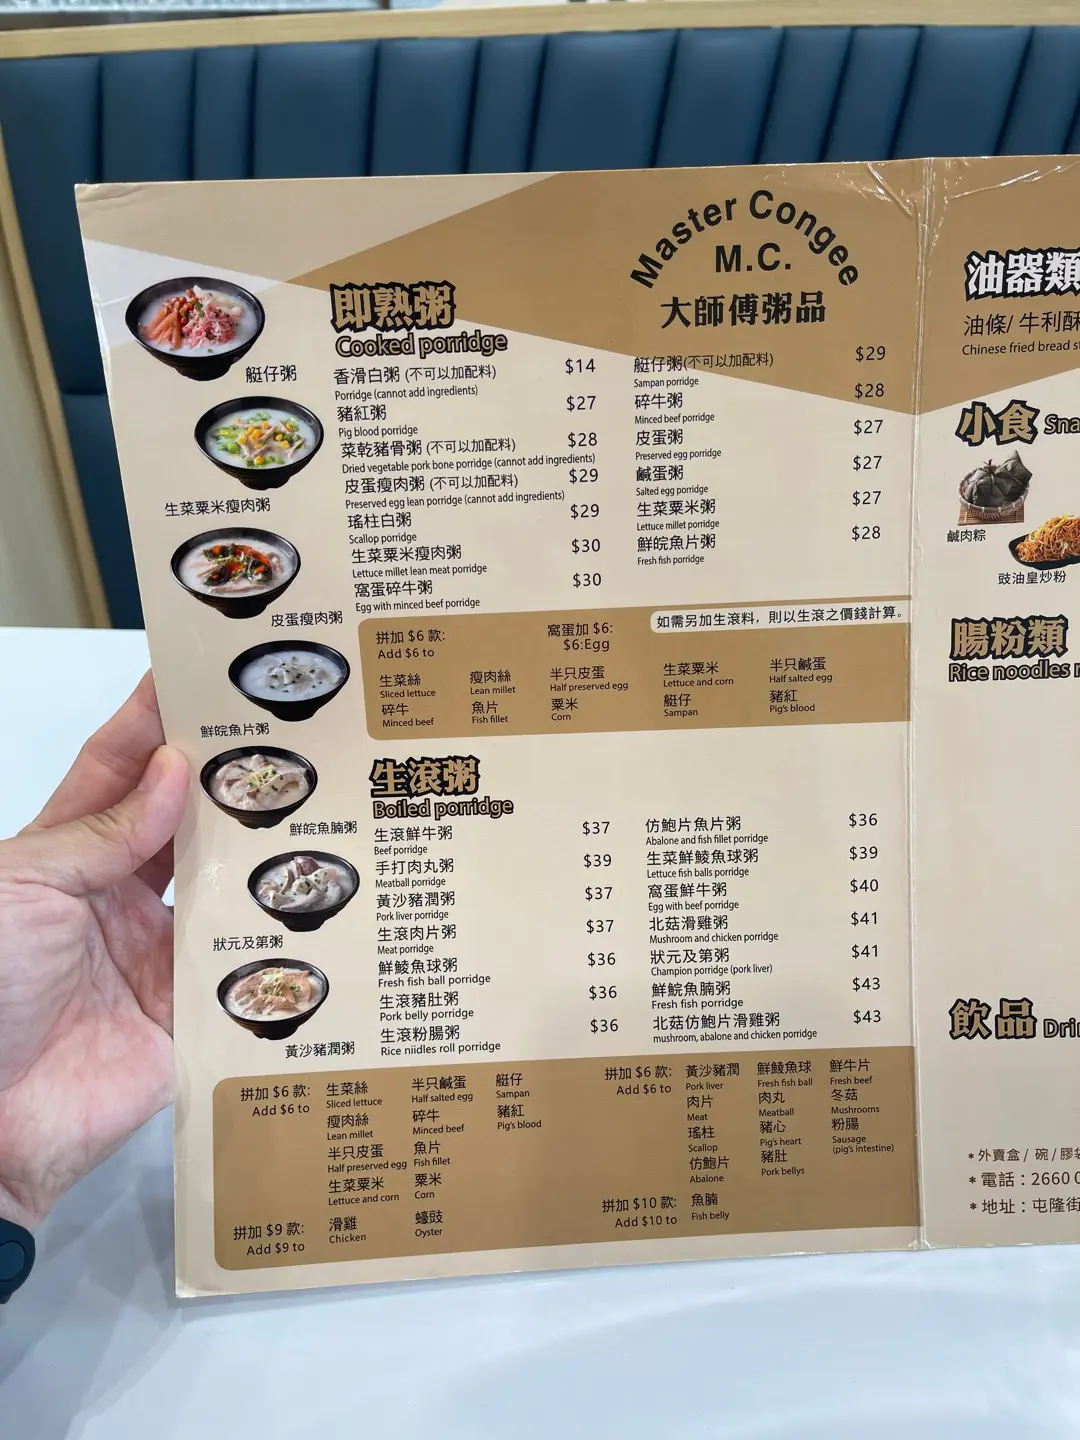 Master Congee
M.C.
大師傅粥品
艇仔粥
生菜粟米瘦肉粥
皮蛋瘦肉粥
鮮皖魚片粥
鮮皖魚腩粥
狀元及第粥
黃沙豬潤粥
即熟粥
Cooked porridge
香滑白粥 (不可以加配料) $14
Porridge (cannot add ingredients)
豬紅粥 $27
Pig blood porridge
菜乾豬骨粥 (不可以加配料) $28
Dried vegetable pork bone porridge (cannot add ingredients)
皮蛋瘦肉粥 (不可以加配料) $29
Preserved egg lean porridge (cannot add ingredients)
瑤柱白粥 $29
Scallop porridge
生菜粟米瘦肉粥 $30
Lettuce millet lean meat porridge
窩蛋碎牛粥 $30
Egg with minced beef porridge
艇仔粥(不可以加配料) $29
Sampan porridge
碎牛粥 $28
Minced beef porridge
皮蛋粥 $27
Preserved egg porridge
鹹蛋粥 $27
Salted egg porridge
生菜粟米粥 $27
Lettuce millet porridge
鮮皖魚片粥 $28
Fresh fish porridge
拼加 $6 款: 窩蛋加 $6: 如需另加生滾料，則以生滾之價錢計算。
Add $6 to $6:Egg
生菜絲 瘦肉絲 半只皮蛋 生菜粟米 半只鹹蛋
Sliced lettuce Lean millet Half preserved egg Lettuce and corn Half salted egg
碎牛 魚片 粟米 艇仔 豬紅
Minced beef Fish fillet Corn Sampan Pig's blood
生滾粥
Boiled porridge
生滾鮮牛粥 $37
Beef porridge
手打肉丸粥 $39
Meatball porridge
黃沙豬潤粥 $37
Pork liver porridge
生滾肉片粥 $37
Meat porridge
鮮鯪魚球粥 $36
Fresh fish ball porridge
生滾豬肚粥 $36
Pork belly porridge
生滾粉腸粥 $36
Rice niidles roll porridge
仿鮑片魚片粥 $36
Abalone and fish fillet porridge
生菜鮮鯪魚球粥 $39
Lettuce fish balls porridge
窩蛋鮮牛粥 $40
Egg with beef porridge
北菇滑雞粥 $41
Mushroom and chicken porridge
狀元及第粥 $41
Champion porridge (pork liver)
鮮鯇魚腩粥 $43
Fresh fish porridge
北菇仿鮑片滑雞粥 $43
mushroom, abalone and chicken porridge
拼加 $6 款: 生菜絲 半只鹹蛋 艇仔
Add $6 to Sliced lettuce Half salted egg Sampan
瘦肉絲 碎牛 豬紅
Lean millet Minced beef Pig's blood
半只皮蛋 魚片
Half preserved egg Fish fillet
生菜粟米 粟米
Lettuce and corn Corn
拼加 $9 款: 滑雞 蠔豉
Add $9 to Chicken Oyster
拼加 $6 款: 黃沙豬潤 鮮鯪魚球 鮮牛片
Add $6 to Pork liver Fresh fish ball Fresh beef
肉片 肉丸 冬菇
Meat Meatball Mushrooms
瑤柱 豬心 粉腸
Scallop Pig's heart Sausage
(pig's intestine)
仿鮑片 豬肚
Abalone Pork bellys
拼加 $10 款: 魚腩
Add $10 to Fish belly
油器類
油條/ 牛利酥
Chinese fried bread
小食 Sna
鹹肉粽
豉油皇炒粉
腸粉類
Rice noodles
飲品 Drin
* 外賣盒 / 碗 / 膠
* 電話：2660
* 地址：屯隆街